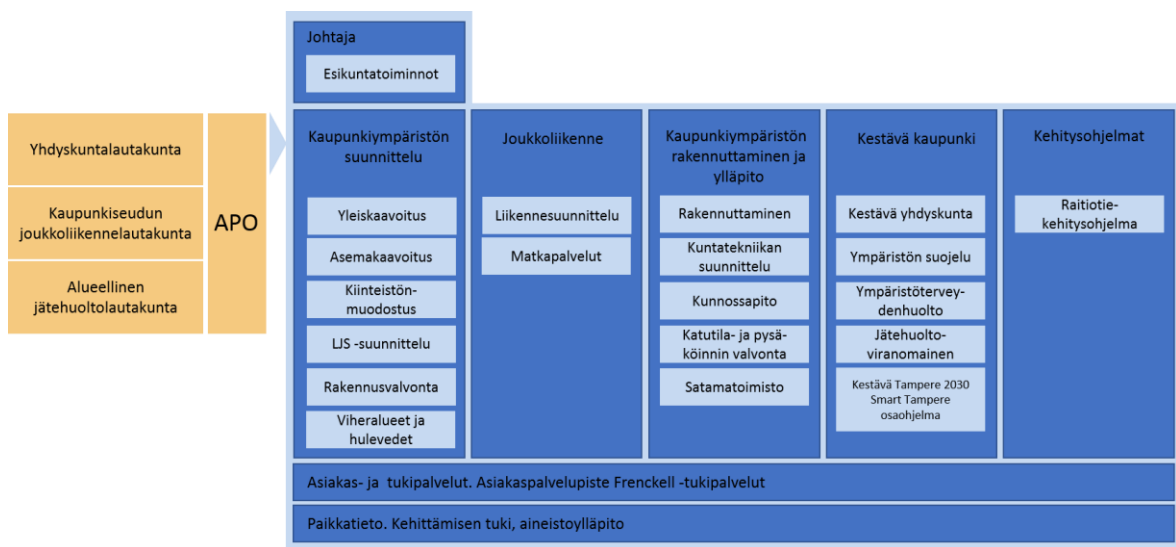 Johtaja
Esikuntatoiminnot
Yhdyskuntalautakunta
Kaupunkiseudun
joukkoliikennelautakunta
Alueellinen
jätehuoltolautakunta
APO
Kaupunkiympäristön
suunnittelu
Yleiskaavoitus
Asemakaavoitus
Kiinteistön-
muodostus
LJS -suunnittelu
Rakennusvalvonta
Viheralueet ja
hulevedet
Joukkoliikenne
Liikennesuunnittelu
Matkapalvelut
Kaupunkiympäristön
rakennuttaminen ja
ylläpito
Rakennuttaminen
Kuntatekniikan
suunnittelu
Kunnossapito
Katutila- ja pysä-
köinnin valvonta
Satamatoimisto
Kestävä kaupunki
Kestävä yhdyskunta
Ympäristön suojelu
Ympäristötervey-
denhuolto
Jätehuolto-
viranomainen
Kestävä Tampere 2030
Smart Tampere
osaohjelma
Kehitysohjelmat
Raitiotie-
kehitysohjelma
Asiakas- ja tukipalvelut. Asiakaspalvelupiste Frenckell -tukipalvelut
Paikkatieto. Kehittämisen tuki, aineistoylläpito